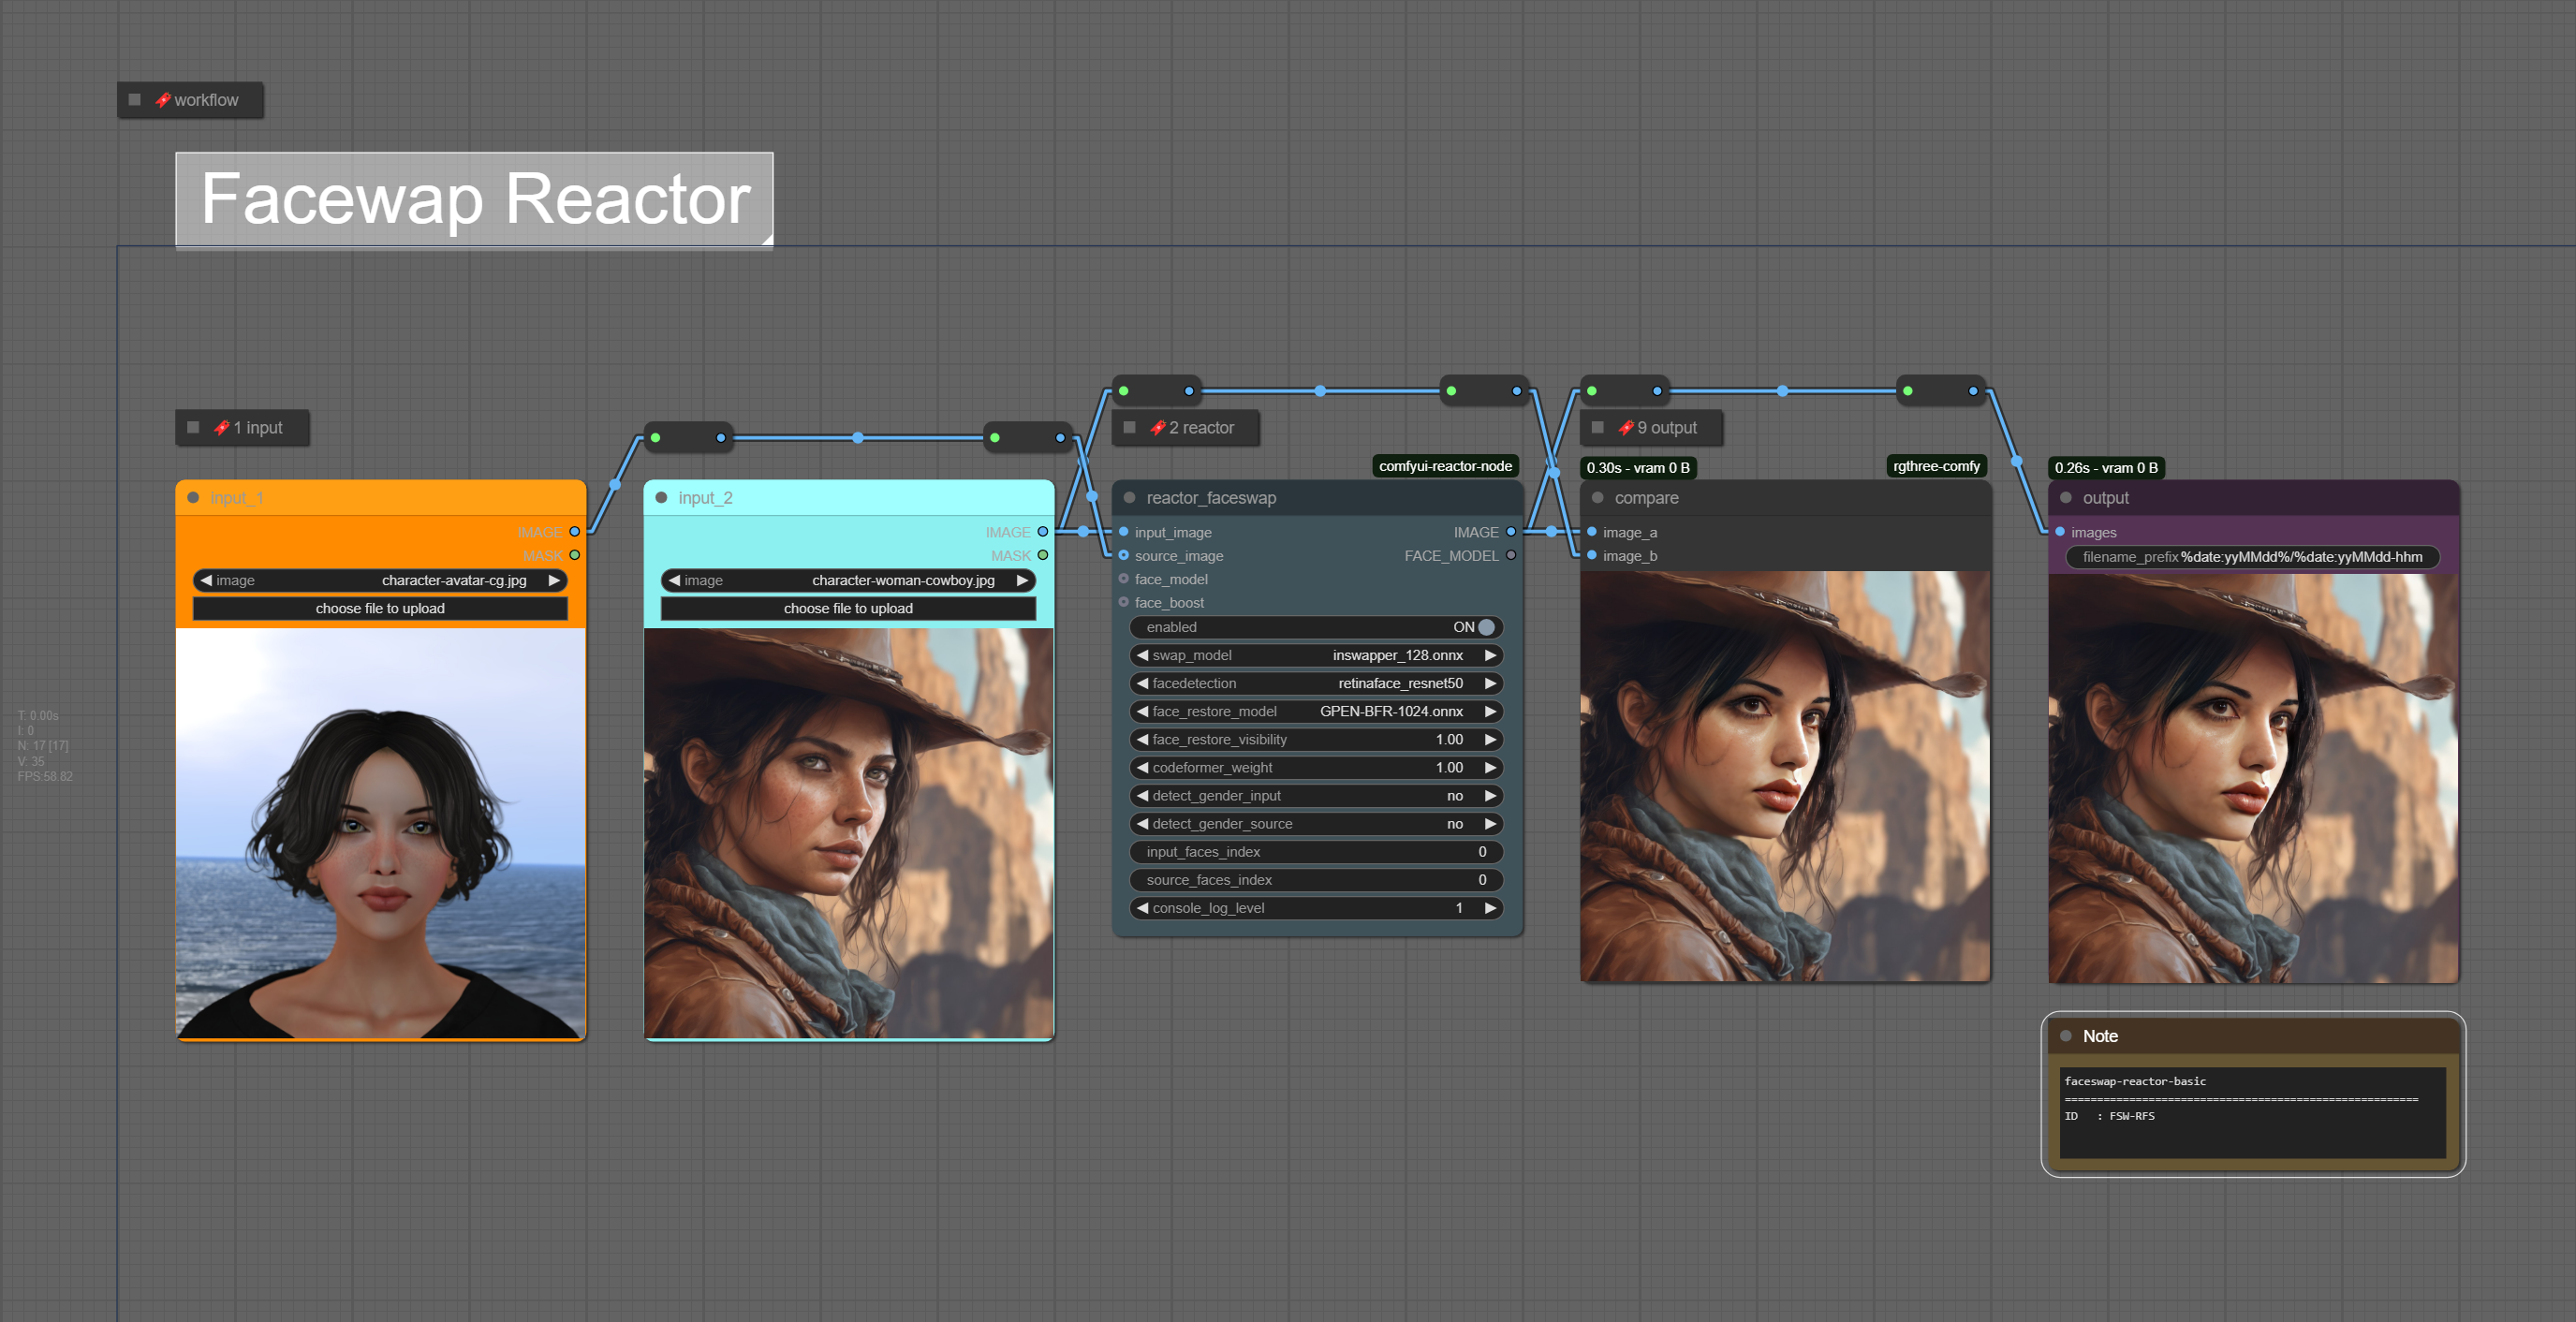 workflow
Facewap Reactor
1 input
2 reactor
9 output
comfyui-reactor-node
0.30s - vram 0 B
rgthree-comfy
0.26s - vram 0 B
input_1
IMAGE
MASK
image character-avatar-cg.jpg
choose file to upload
input_2
IMAGE
MASK
image character-woman-cowboy.jpg
choose file to upload
reactor_faceswap
input_image IMAGE
source_image FACE_MODEL
face_model
face_boost
enabled ON
swap_model inswapper_128.onnx
facedetection retinaface_resnet50
face_restore_model GPEN-BFR-1024.onnx
face_restore_visibility 1.00
codeformer_weight 1.00
detect_gender_input no
detect_gender_source no
input_faces_index 0
source_faces_index 0
console_log_level 1
compare
image_a
image_b
output
images
filename_prefix %date:yyMMdd%/%date:yyMMdd-hhm
T: 0.00s
I: 0
N: 17 [17]
V: 35
FPS:58.82
Note
faceswap-reactor-basic
=======================================================
ID : FSW-RFS